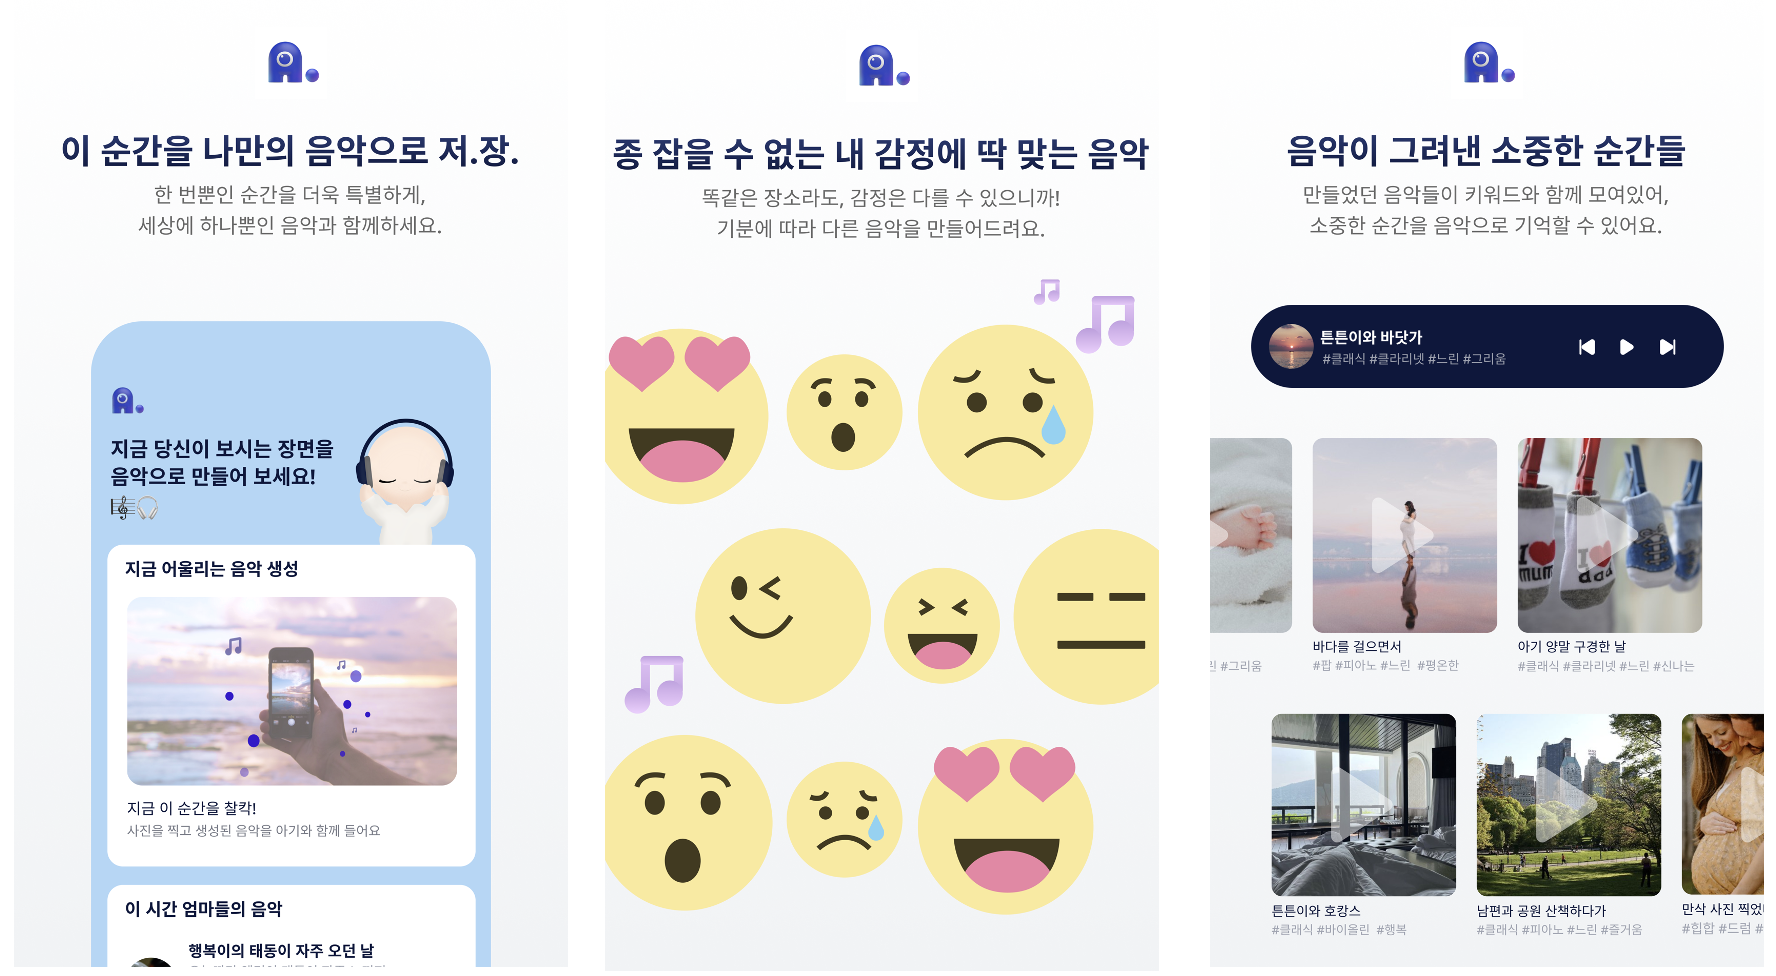 이 순간을 나만의 음악으로 저.장.
한 번뿐인 순간을 더욱 특별하게,
세상에 하나뿐인 음악과 함께하세요.
지금 당신이 보시는 장면을
음악으로 만들어 보세요!
지금 어울리는 음악 생성
지금 이 순간을 찰칵!
사진을 찍고 생성된 음악을 아기와 함께 들어요
이 시간 엄마들의 음악
행복이의 태동이 자주 오던 날
종 잡을 수 없는 내 감정에 딱 맞는 음악
똑같은 장소라도, 감정은 다를 수 있으니까!
기분에 따라 다른 음악을 만들어드려요.
음악이 그려낸 소중한 순간들
만들었던 음악들이 키워드와 함께 모여있어,
소중한 순간을 음악으로 기억할 수 있어요.
튼튼이와 바닷가
#클래식 #클라리넷 #느린 #그리움
I
mum
I
dad
#그리움
바다를 걸으면서
#팝 #피아노 #느린 #평온한
아기 양말 구경한 날
#클래식 #클라리넷 #느린 #신나는
튼튼이와 호캉스
#클래식 #바이올린 #행복
남편과 공원 산책하다가
#클래식 #피아노 #느린 #즐거움
만삭 사진
#힙합 #드럼 #